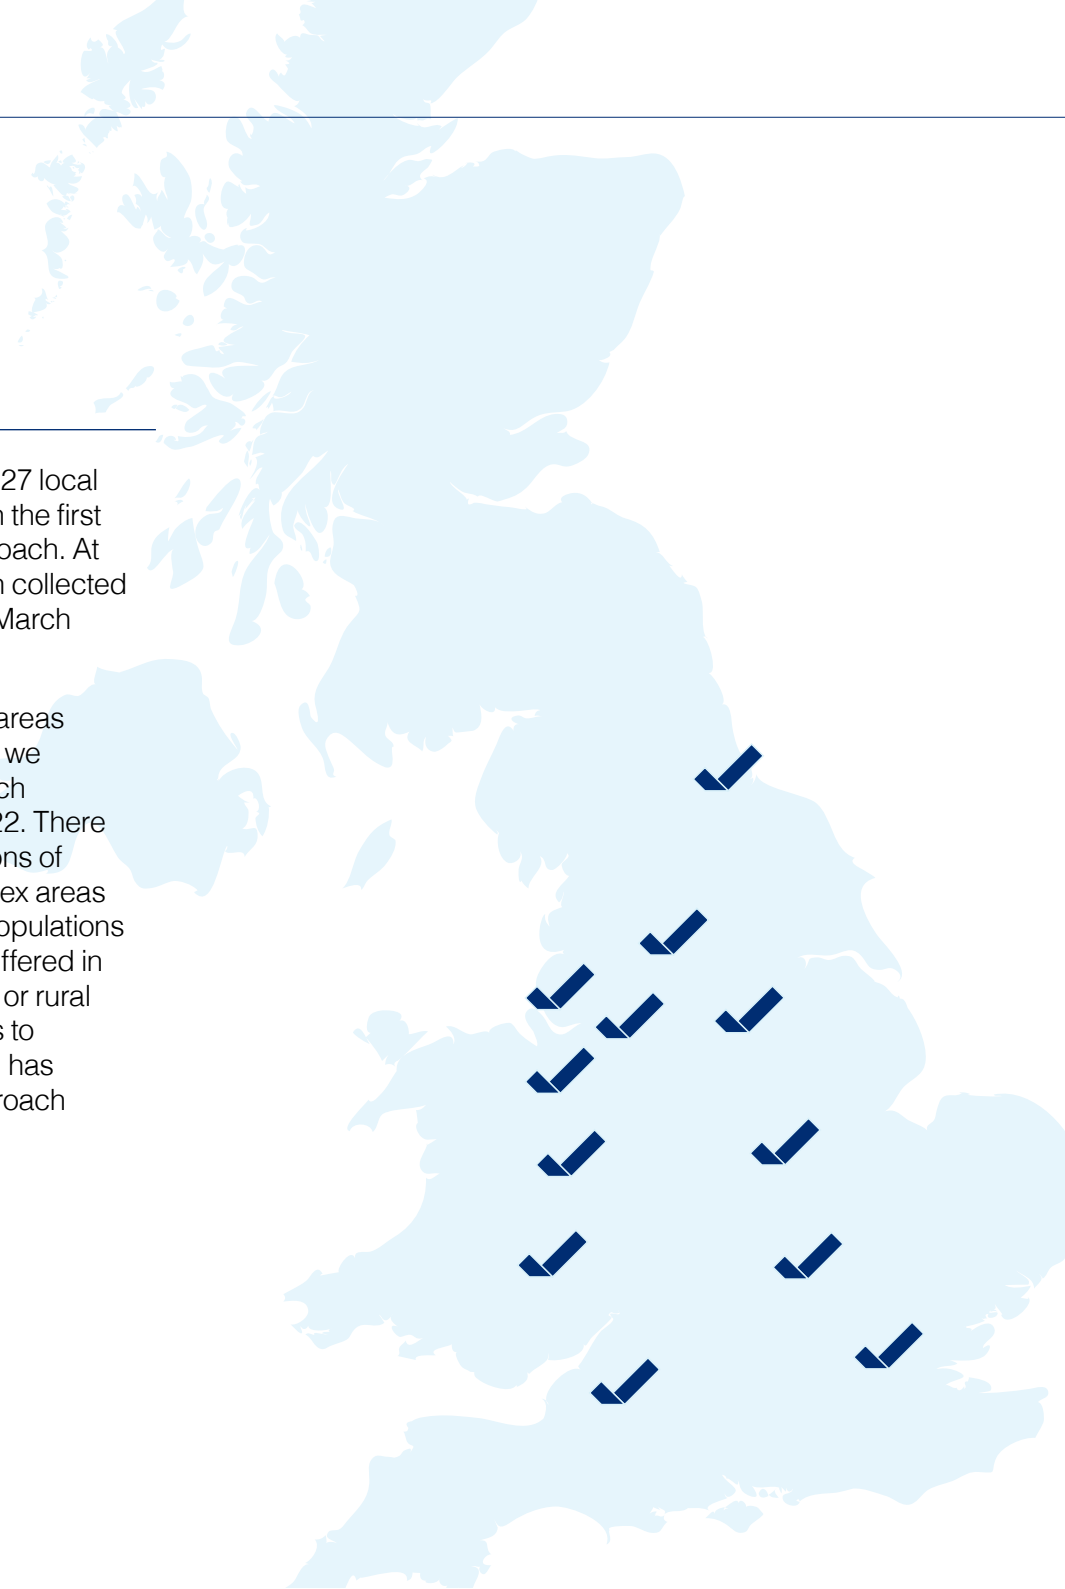 27 local
the first
oach. At
collected
March
areas
we
ch
22. There
ons of
ex areas
opulations
ffered in
or rural
s to
has
roach